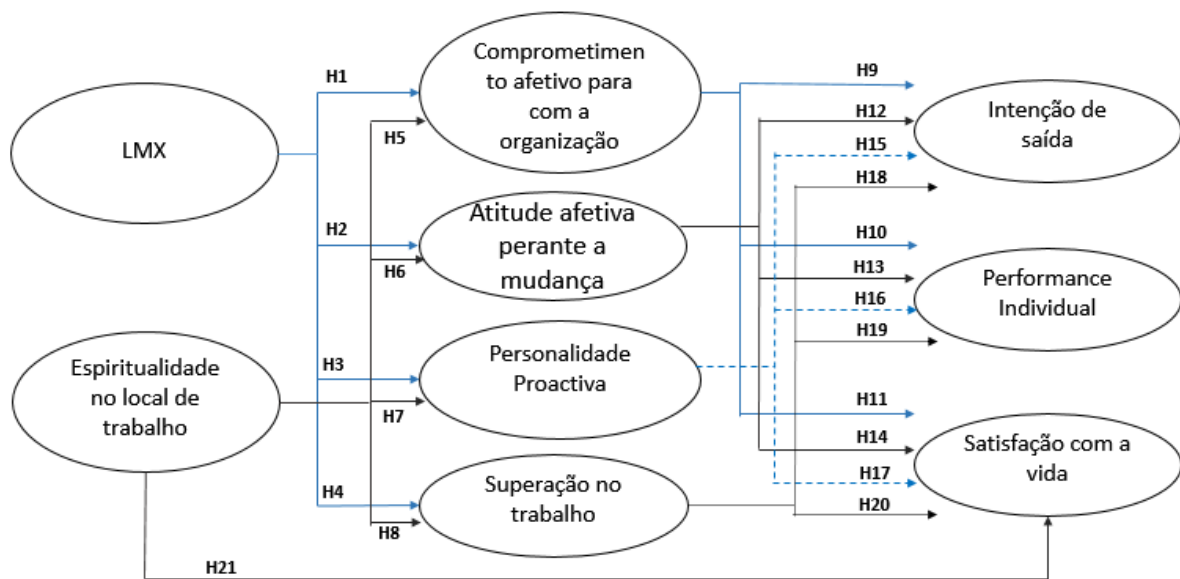 LMX
Espiritualidade
no local de
trabalho
H1
H5
H2
H6
H3
H7
H4
H8
H21
Comprometimen
to afetivo para
com a
organização
Atitude afetiva
perante a
mudança
Personalidade
Proactiva
Superação no
trabalho
H9
H12
H15
H18
H10
H13
H16
H19
H11
H14
H17
H20
Intenção de
saída
Performance
Individual
Satisfação com a
vida